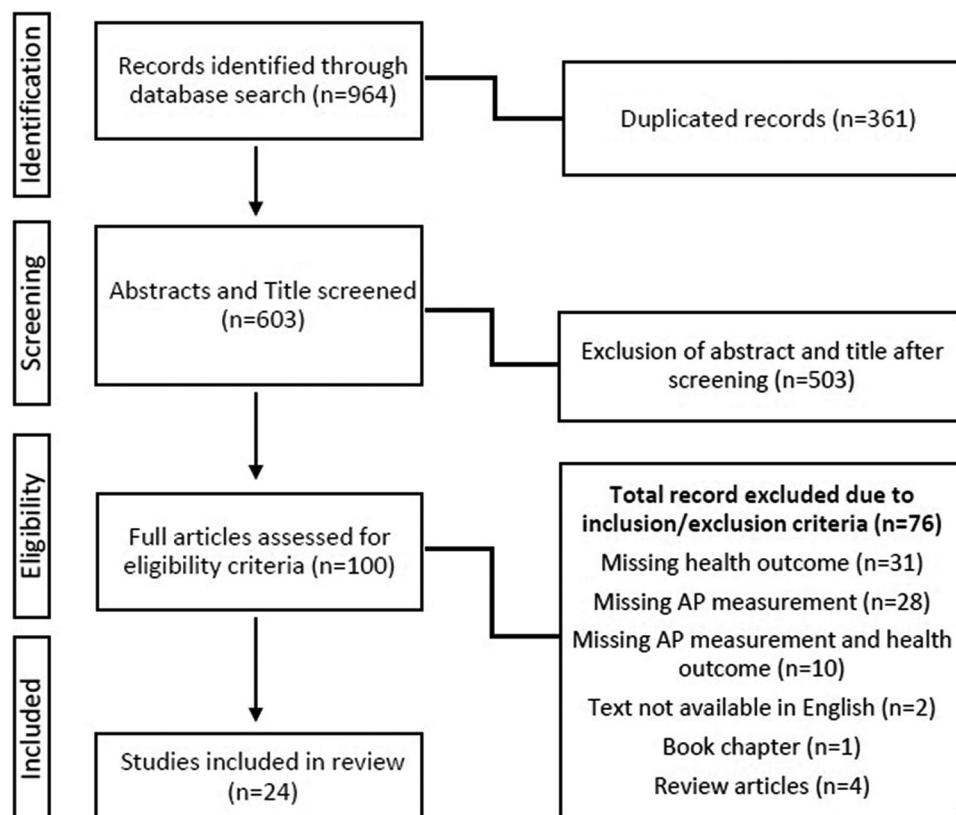 Identification
Records identified through
database search (n=964)
Duplicated records (n=361)
Screening
Abstracts and Title screened
(n=603)
Exclusion of abstract and title after
screening (n=503)
Eligibility
Full articles assessed for
eligibility criteria (n=100)
Total record excluded due to
inclusion/exclusion criteria (n=76)
Missing health outcome (n=31)
Missing AP measurement (n=28)
Missing AP measurement and health
outcome (n=10)
Text not available in English (n=2)
Book chapter (n=1)
Review articles (n=4)
Included
Studies included in review
(n=24)